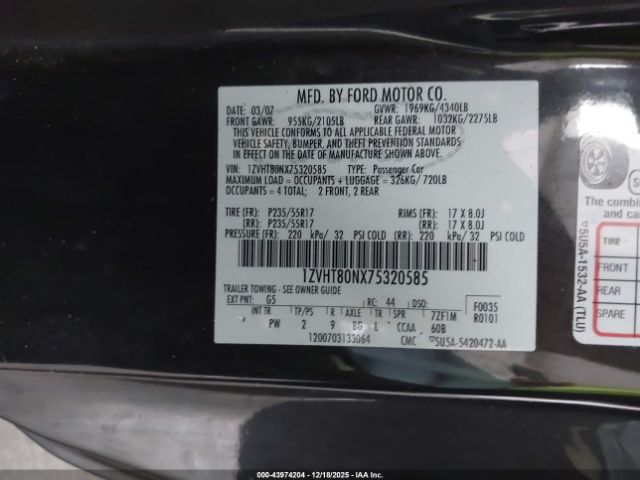 MFD. BY FORD MOTOR CO.
DATE: 03/07 GVWR: 1969KG/4340LB
FRONT GAWR: 955KG/2105LB REAR GAWR: 1032KG/2275LB
THIS VEHICLE CONFORMS TO ALL APPLICABLE FEDERAL MOTOR
VEHICLE SAFETY, BUMPER, AND THEFT PREVENTION STANDARDS
IN EFFECT ON THE DATE OF MANUFACTURE SHOWN ABOVE.
VIN: 1ZVHT80NX75320585 TYPE: Passenger Car
MAXIMUM LOAD = OCCUPANTS + LUGGAGE = 326KG/720LB
OCCUPANTS = 4 TOTAL; 2 FRONT, 2 REAR
TIRE (FR): P235/55R17 RIMS (FR): 17 X 8.0J
(RR): P235/55R17 (RR): 17 X 8.0J
PRESSURE (FR): 220 kPa/ 32 PSI COLD (RR): 220 kPa/ 32 PSI COLD
1ZVHT80NX75320585
TRAILER TOWING - SEE OWNER GUIDE
EXT PNT: G5 RC: 44 DSO: F0035
INT TR TP/PS R AXLE TR SPR 7ZF1M R0101
PW 2 9 BG L CCAA 60B
1200703133064 CMC 5U5A-5420472-AA
The combin
and car
TIRE
FRONT
REAR
SPARE
5U5A-1532-AA (TLU)
000-43974204 - 12/18/2025 - IAAI.COM